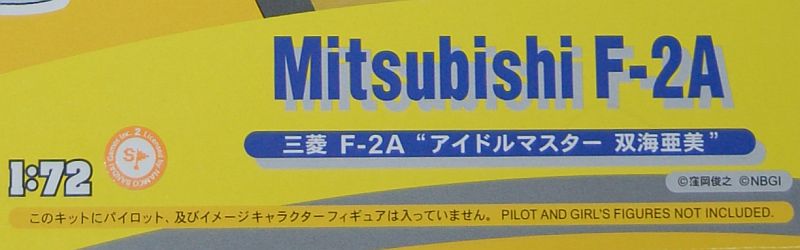 Mitsubishi F-2A
三菱 F-2A “アイドルマスター 双海亜美”
1:72
©窪岡俊之 ©NBGI
このキットにパイロット、及びイメージキャラクターフィギュアは入っていません。 PILOT AND GIRL'S FIGURES NOT INCLUDED.